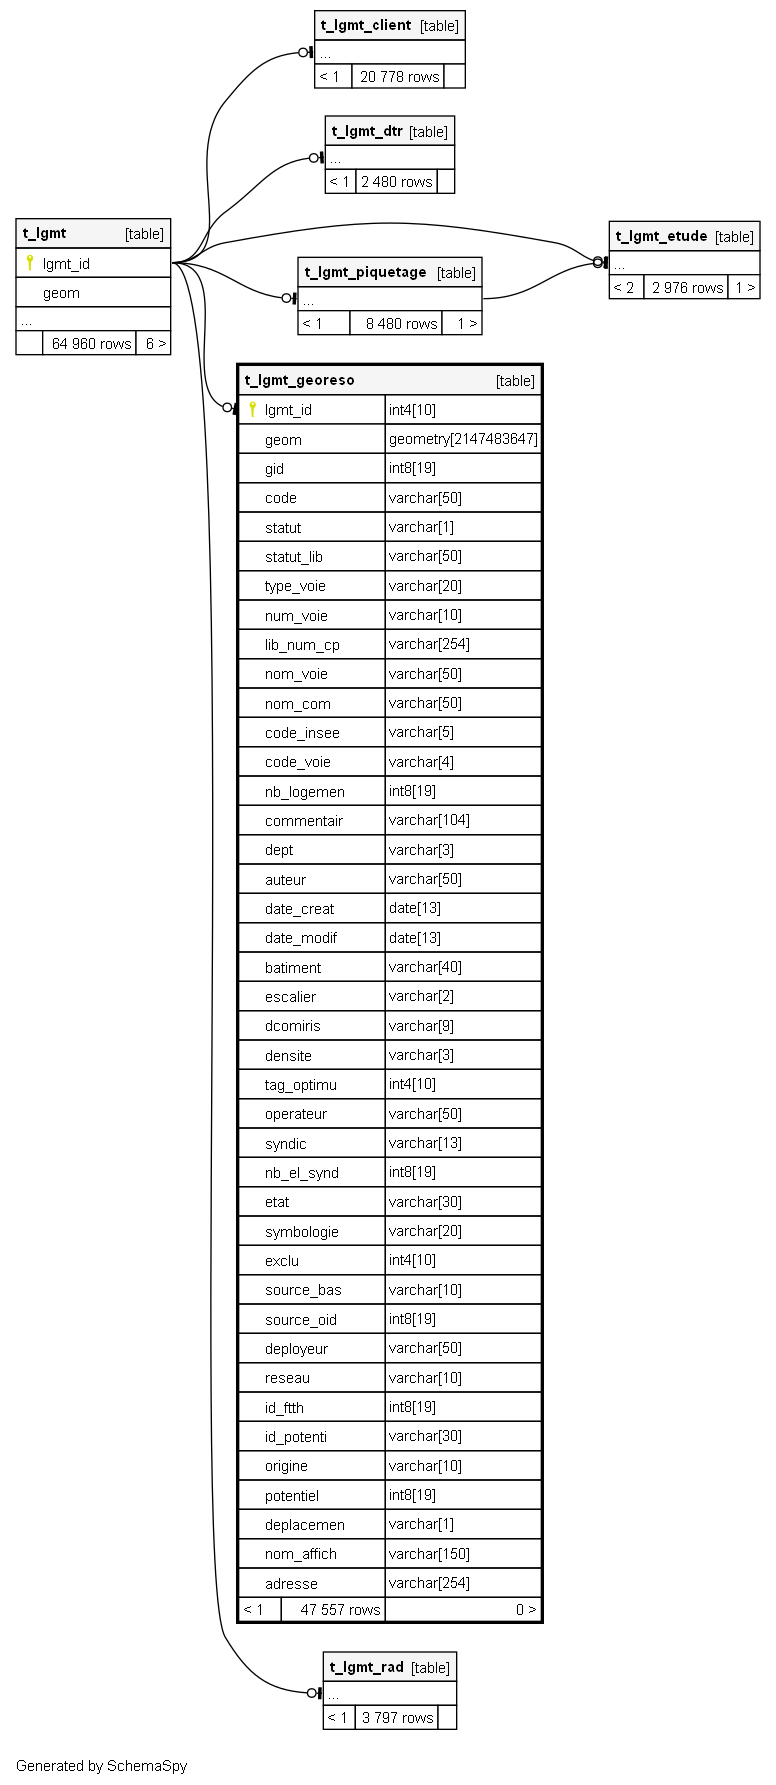 t_lgmt_client [table]
...
< 1 20 778 rows
t_lgmt_dtr [table]
...
< 1 2 480 rows
t_lgmt [table]
lgmt_id
geom
...
64 960 rows 6 >
t_lgmt_etude [table]
...
< 2 2 976 rows 1 >
t_lgmt_piquetage [table]
...
< 1 8 480 rows 1 >
t_lgmt_georeso [table]
lgmt_id int4[10]
geom geometry[2147483647]
gid int8[19]
code varchar[50]
statut varchar[1]
statut_lib varchar[50]
type_voie varchar[20]
num_voie varchar[10]
lib_num_cp varchar[254]
nom_voie varchar[50]
nom_com varchar[50]
code_insee varchar[5]
code_voie varchar[4]
nb_logemen int8[19]
commentair varchar[104]
dept varchar[3]
auteur varchar[50]
date_creat date[13]
date_modif date[13]
batiment varchar[40]
escalier varchar[2]
dcomiris varchar[9]
densite varchar[3]
tag_optimu int4[10]
operateur varchar[50]
syndic varchar[13]
nb_el_synd int8[19]
etat varchar[30]
symbologie varchar[20]
exclu int4[10]
source_bas varchar[10]
source_oid int8[19]
deployeur varchar[50]
reseau varchar[10]
id_ftth int8[19]
id_potenti varchar[30]
origine varchar[10]
potentiel int8[19]
deplacemen varchar[1]
nom_affich varchar[150]
adresse varchar[254]
< 1 47 557 rows 0 >
t_lgmt_rad [table]
...
< 1 3 797 rows
Generated by SchemaSpy